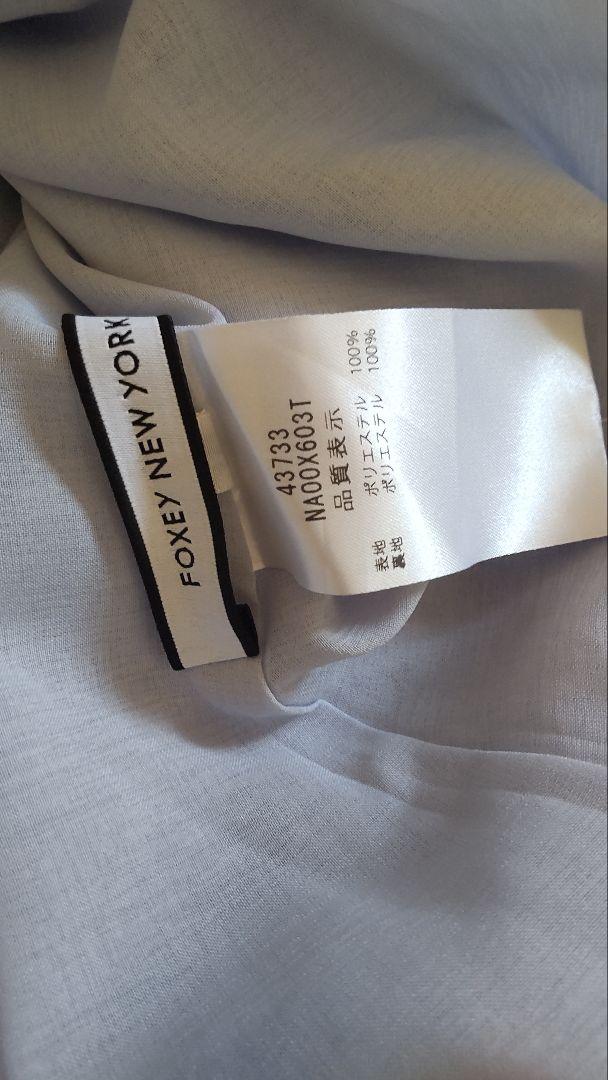 FOXEY NEW YORK
43733
NA00X603T
品質表示
表地 ポリエステル 100%
裏地 ポリエステル 100%